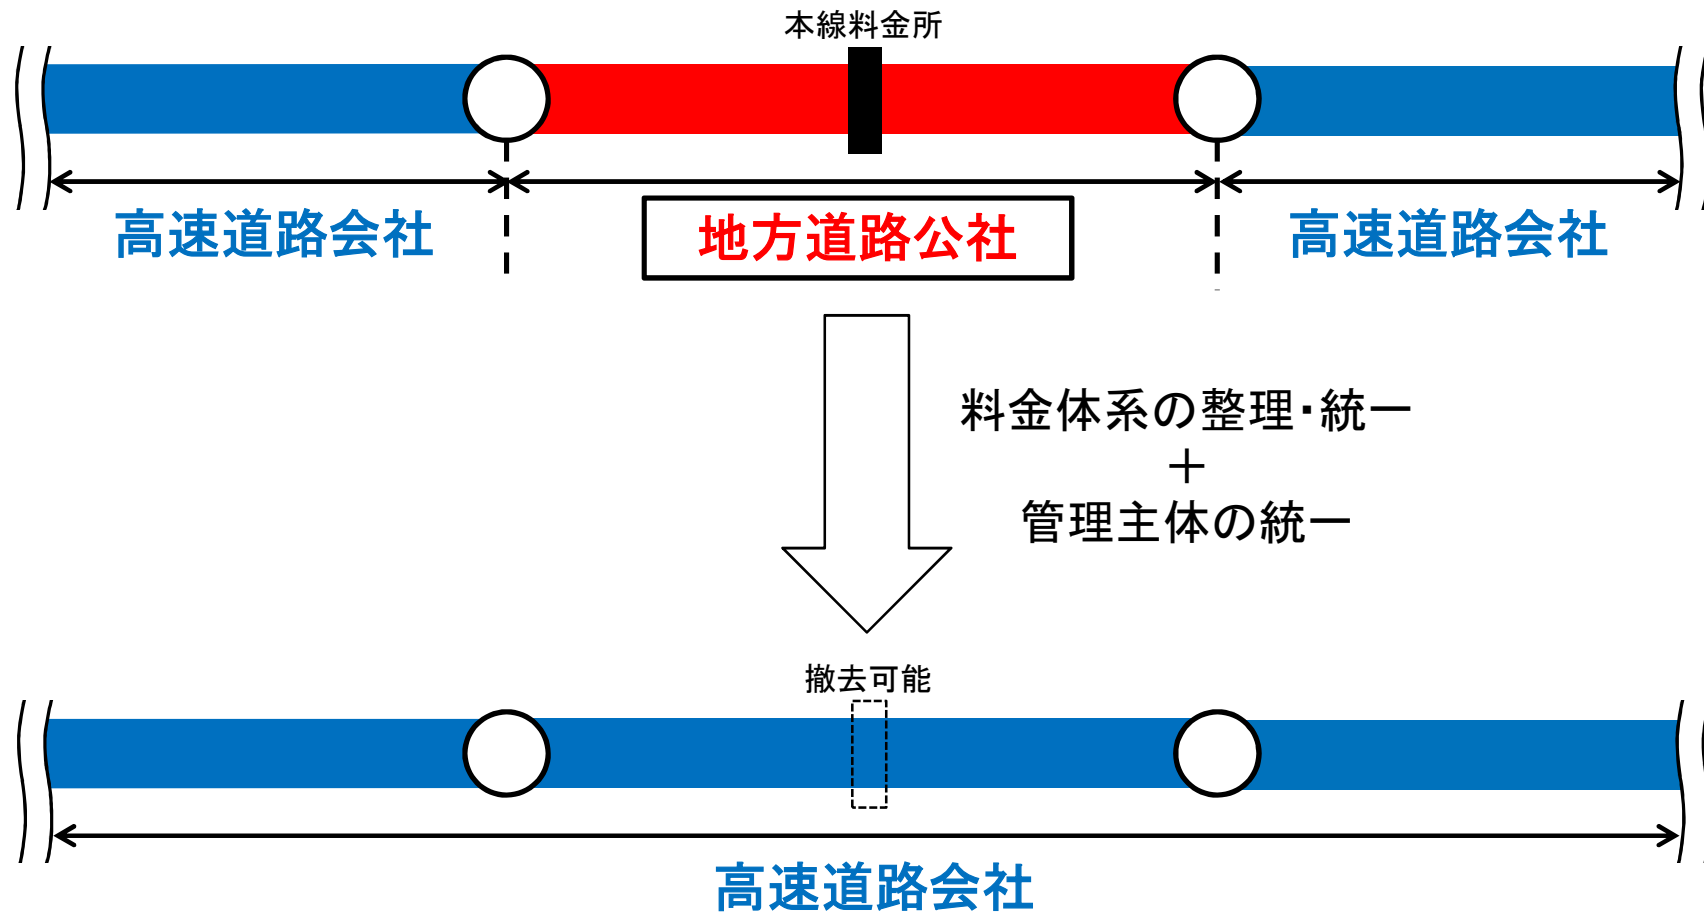 本線料金所
高速道路会社
地方道路公社
高速道路会社
料金体系の整理・統一
＋
管理主体の統一
撤去可能
高速道路会社